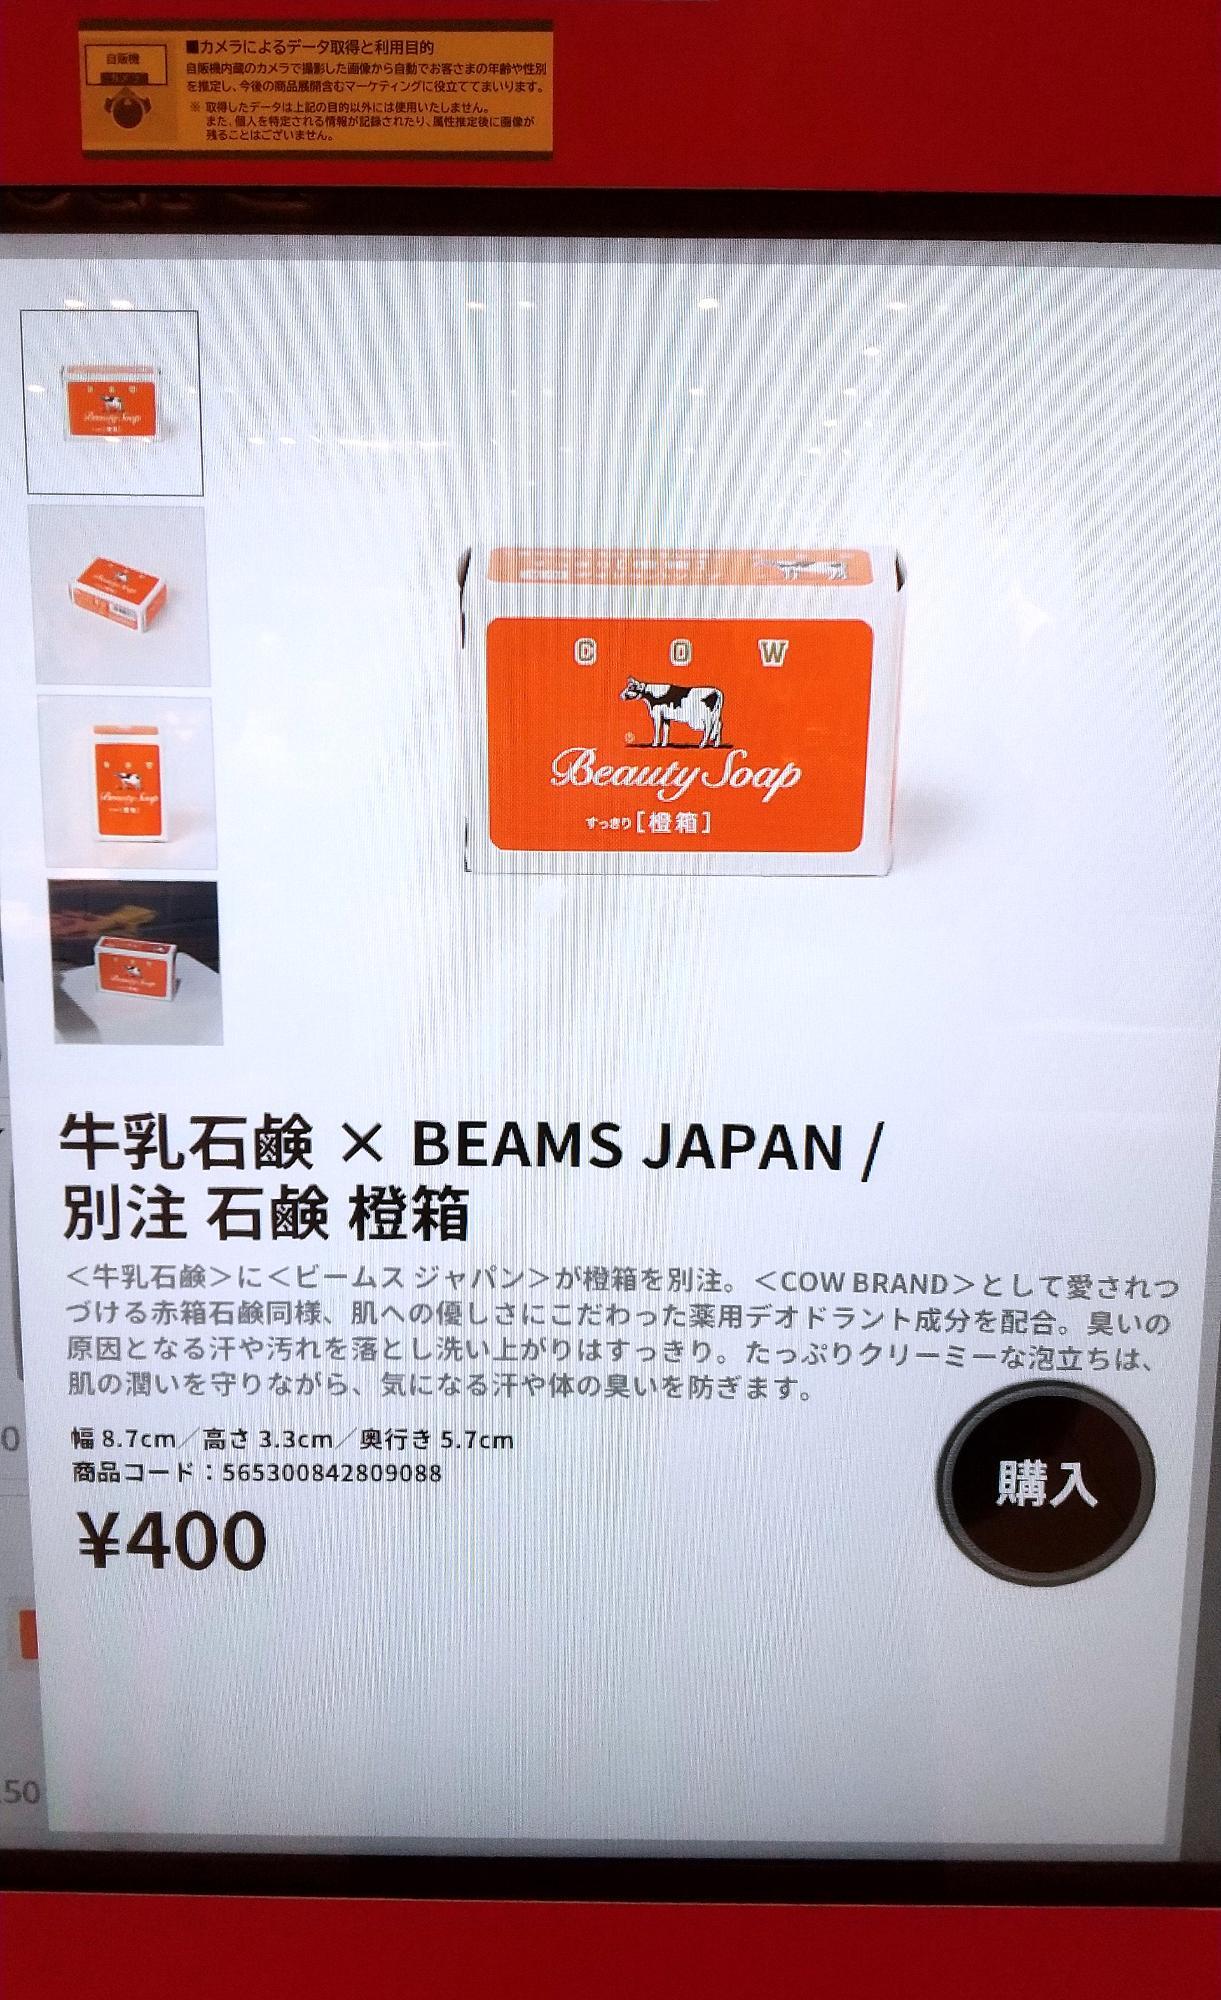 自販機
カメラ
■カメラによるデータ取得と利用目的
自販機内蔵のカメラで撮影した画像から自動でお客さまの年齢や性別
を推定し、今後の商品展開含むマーケティングに役立ててまいります。
※ 取得したデータは上記の目的以外には使用いたしません。
また、個人を特定される情報が記録されたり、属性推定後に画像が
残ることはございません。
COW
Beauty Soap
すっきり[橙箱]
牛乳石鹸 × BEAMS JAPAN /
別注 石鹸 橙箱
＜牛乳石鹸＞に＜ビームス ジャパン＞が橙箱を別注。＜COW BRAND＞として愛されつ
づける赤箱石鹸同様、肌への優しさにこだわった薬用デオドラント成分を配合。臭いの
原因となる汗や汚れを落とし洗い上がりはすっきり。たっぷりクリーミーな泡立ちは、
肌の潤いを守りながら、気になる汗や体の臭いを防ぎます。
幅 8.7cm／高さ 3.3cm／奥行き 5.7cm
商品コード：565300842809088
¥400
購入
0
50